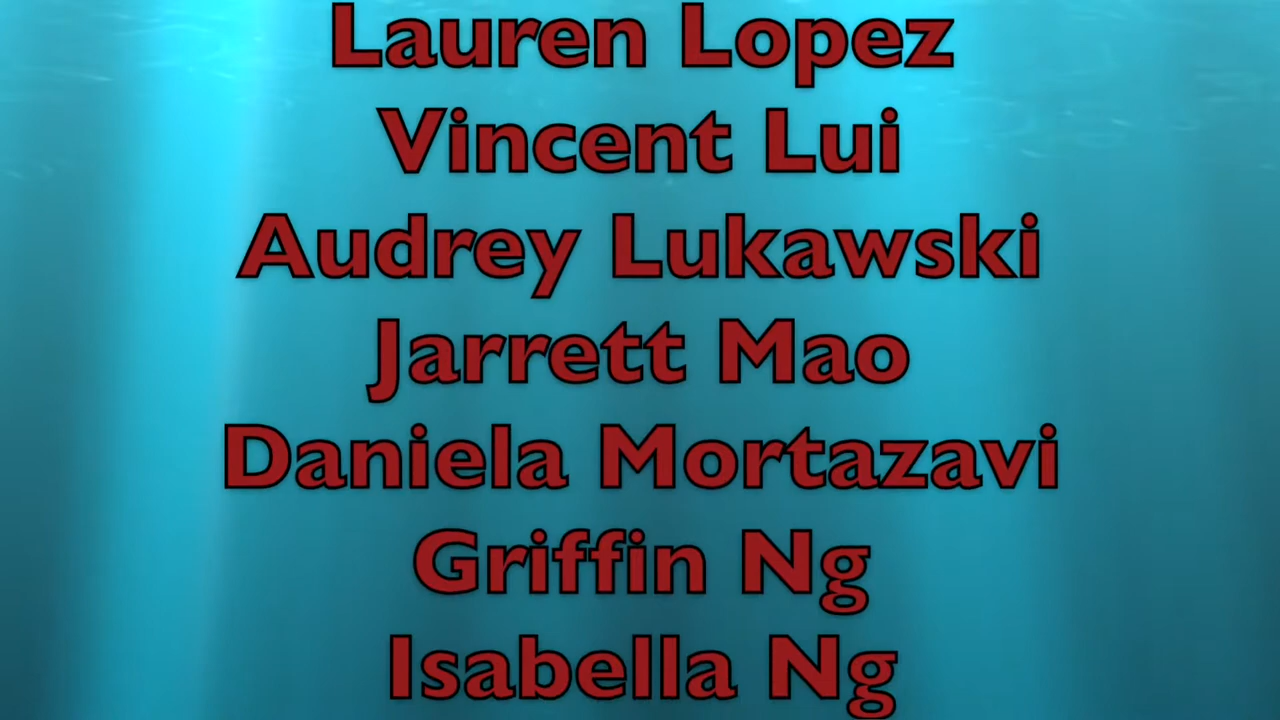 Lauren Lopez
Vincent Lui
Audrey Lukawski
Jarrett Mao
Daniela Mortazavi
Griffin Ng
Isabella Ng